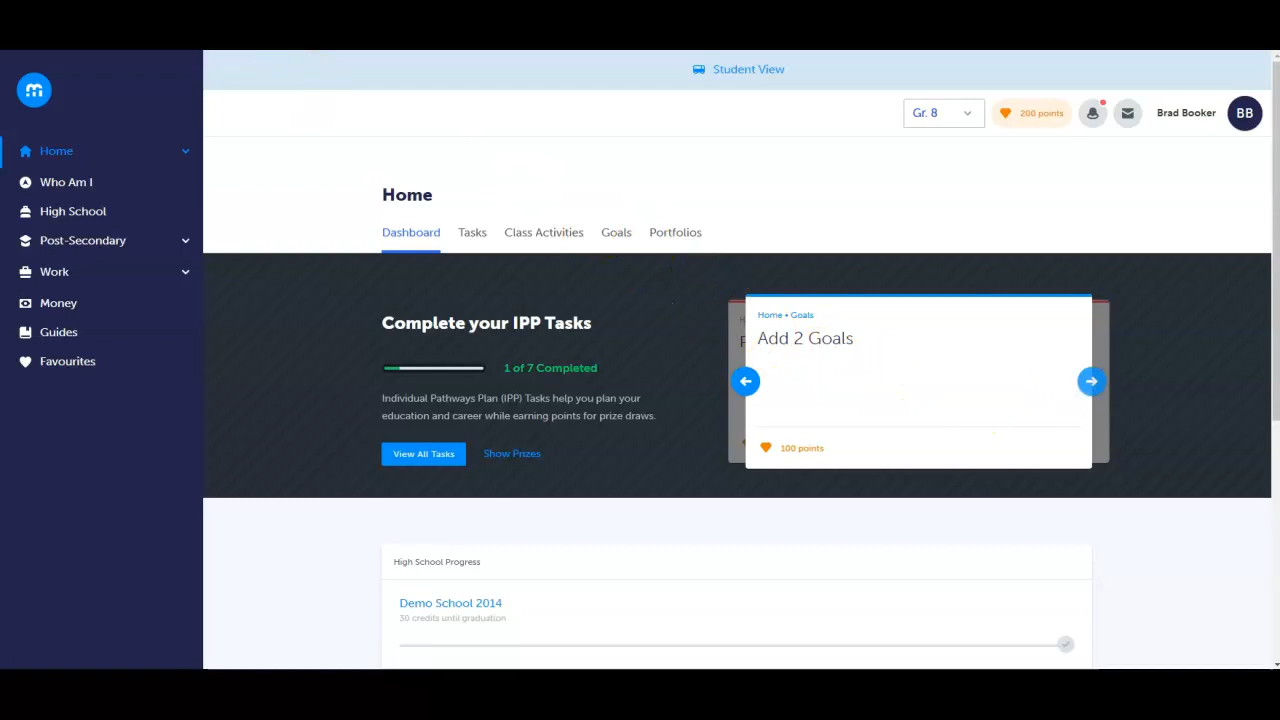 Student View
Gr. 8
200 points
Brad Booker
BB
Home
Who Am I
High School
Post-Secondary
Work
Money
Guides
Favourites
Home
Dashboard
Tasks
Class Activities
Goals
Portfolios
Complete your IPP Tasks
1 of 7 Completed
Individual Pathways Plan (IPP) Tasks help you plan your
education and career while earning points for prize draws.
View All Tasks
Show Prizes
Home • Goals
Add 2 Goals
100 points
High School Progress
Demo School 2014
30 credits until graduation